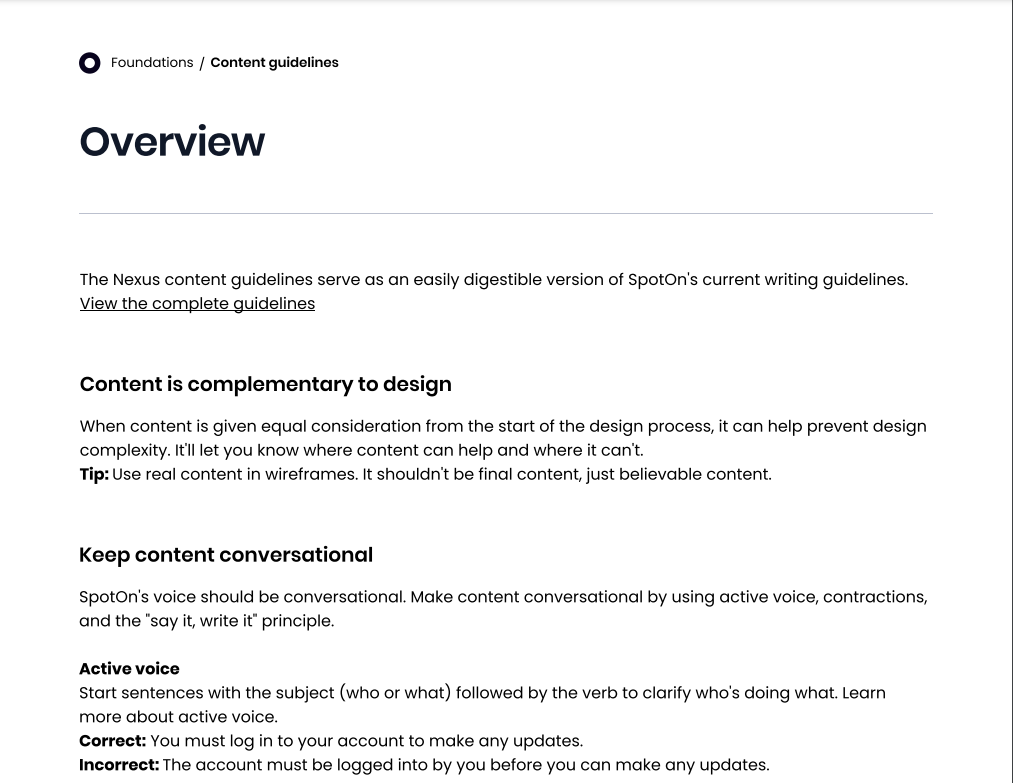 Foundations / Content guidelines
Overview
The Nexus content guidelines serve as an easily digestible version of SpotOn's current writing guidelines.
View the complete guidelines
Content is complementary to design
When content is given equal consideration from the start of the design process, it can help prevent design
complexity. It'll let you know where content can help and where it can't.
Tip: Use real content in wireframes. It shouldn't be final content, just believable content.
Keep content conversational
SpotOn's voice should be conversational. Make content conversational by using active voice, contractions,
and the "say it, write it" principle.
Active voice
Start sentences with the subject (who or what) followed by the verb to clarify who's doing what. Learn
more about active voice.
Correct: You must log in to your account to make any updates.
Incorrect: The account must be logged into by you before you can make any updates.